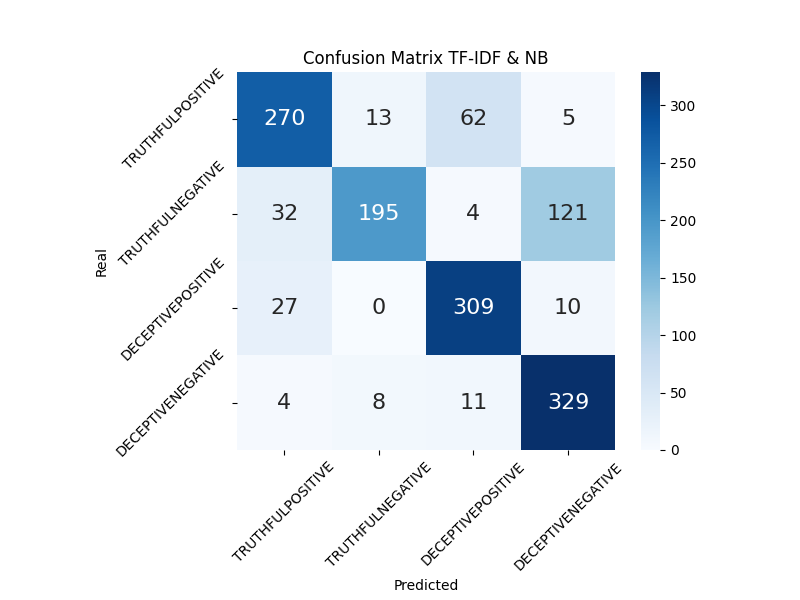 Confusion Matrix TF-IDF & NB
TRUTHFULPOSITIVE
270 13 62 5
TRUTHFULNEGATIVE
32 195 4 121
DECEPTIVEPOSITIVE
27 0 309 10
DECEPTIVENEGATIVE
4 8 11 329
Real
TRUTHFULPOSITIVE
TRUTHFULNEGATIVE
DECEPTIVEPOSITIVE
DECEPTIVENEGATIVE
Predicted
300
250
200
150
100
50
0